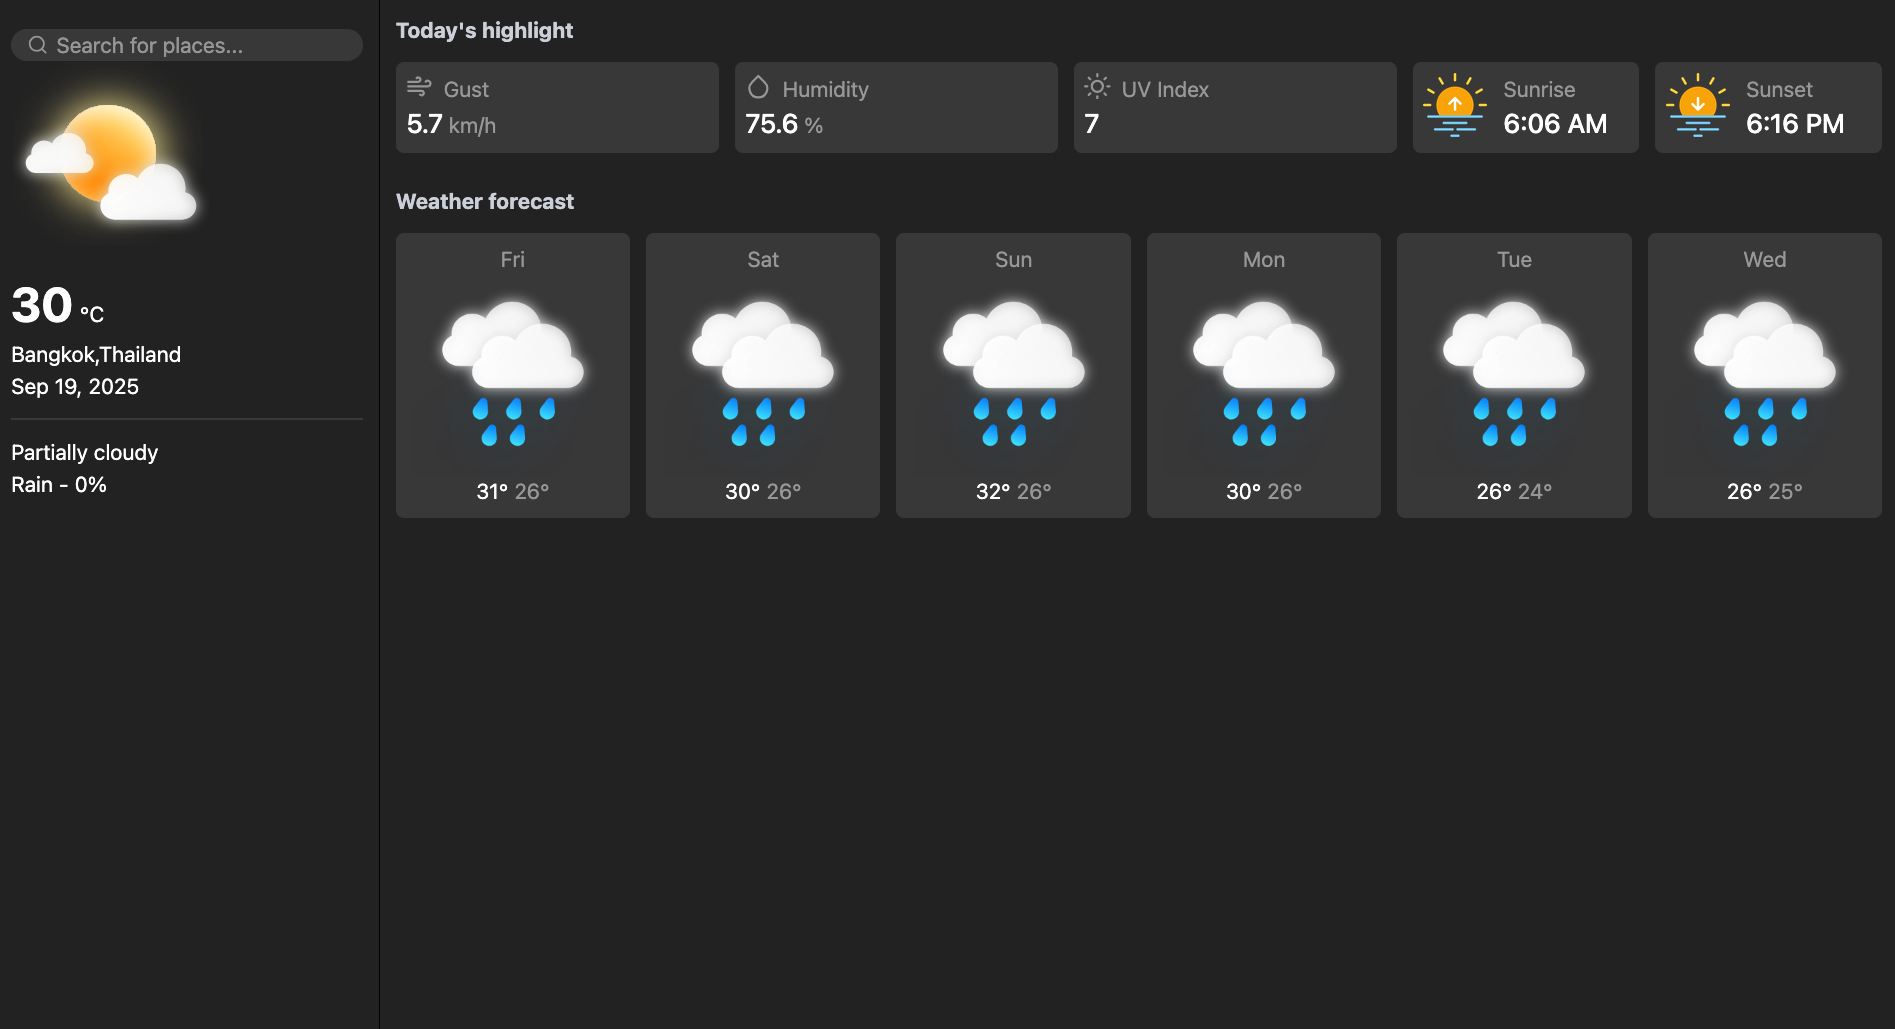 Search for places...
30 °C
Bangkok,Thailand
Sep 19, 2025
Partially cloudy
Rain - 0%
Today's highlight
Gust
5.7 km/h
Humidity
75.6 %
UV Index
7
Sunrise
6:06 AM
Sunset
6:16 PM
Weather forecast
Fri
31° 26°
Sat
30° 26°
Sun
32° 26°
Mon
30° 26°
Tue
26° 24°
Wed
26° 25°